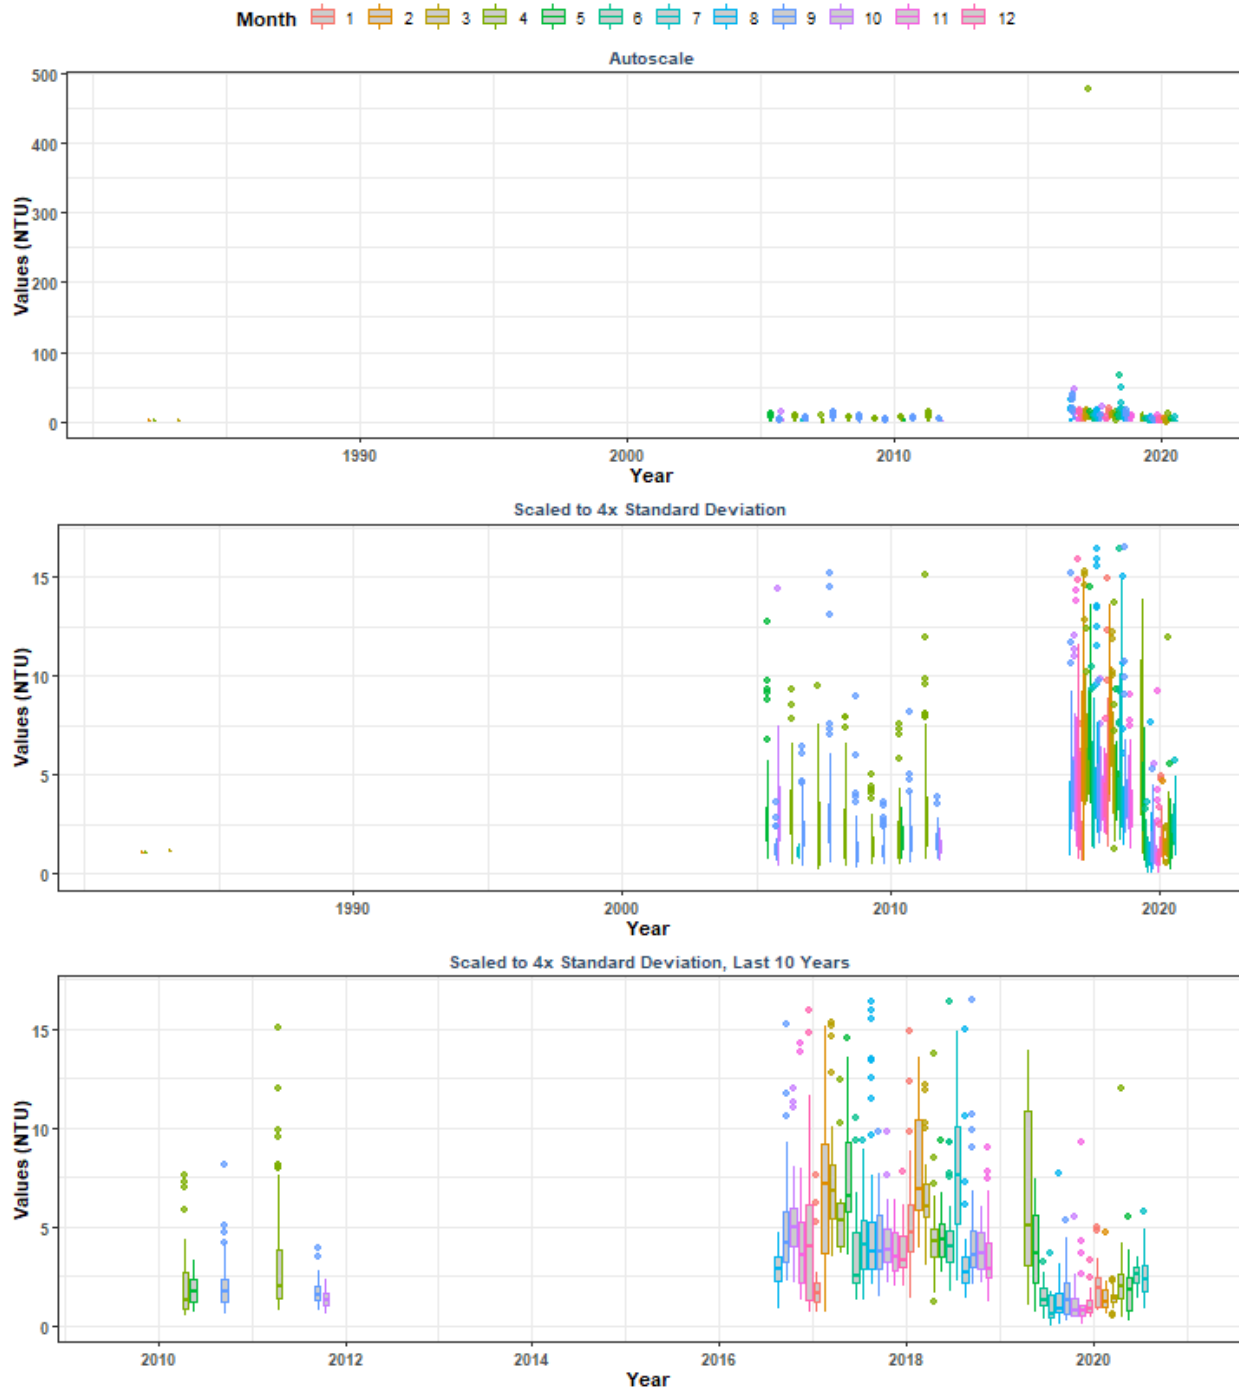 Month 1 2 3 4 5 6 7 8 9 10 11 12
Autoscale
Values (NTU)
500
400
300
200
100
0
1990 2000 2010 2020
Year
Scaled to 4x Standard Deviation
Values (NTU)
15
10
5
0
1990 2000 2010 2020
Year
Scaled to 4x Standard Deviation, Last 10 Years
Values (NTU)
15
10
5
0
2010 2012 2014 2016 2018 2020
Year